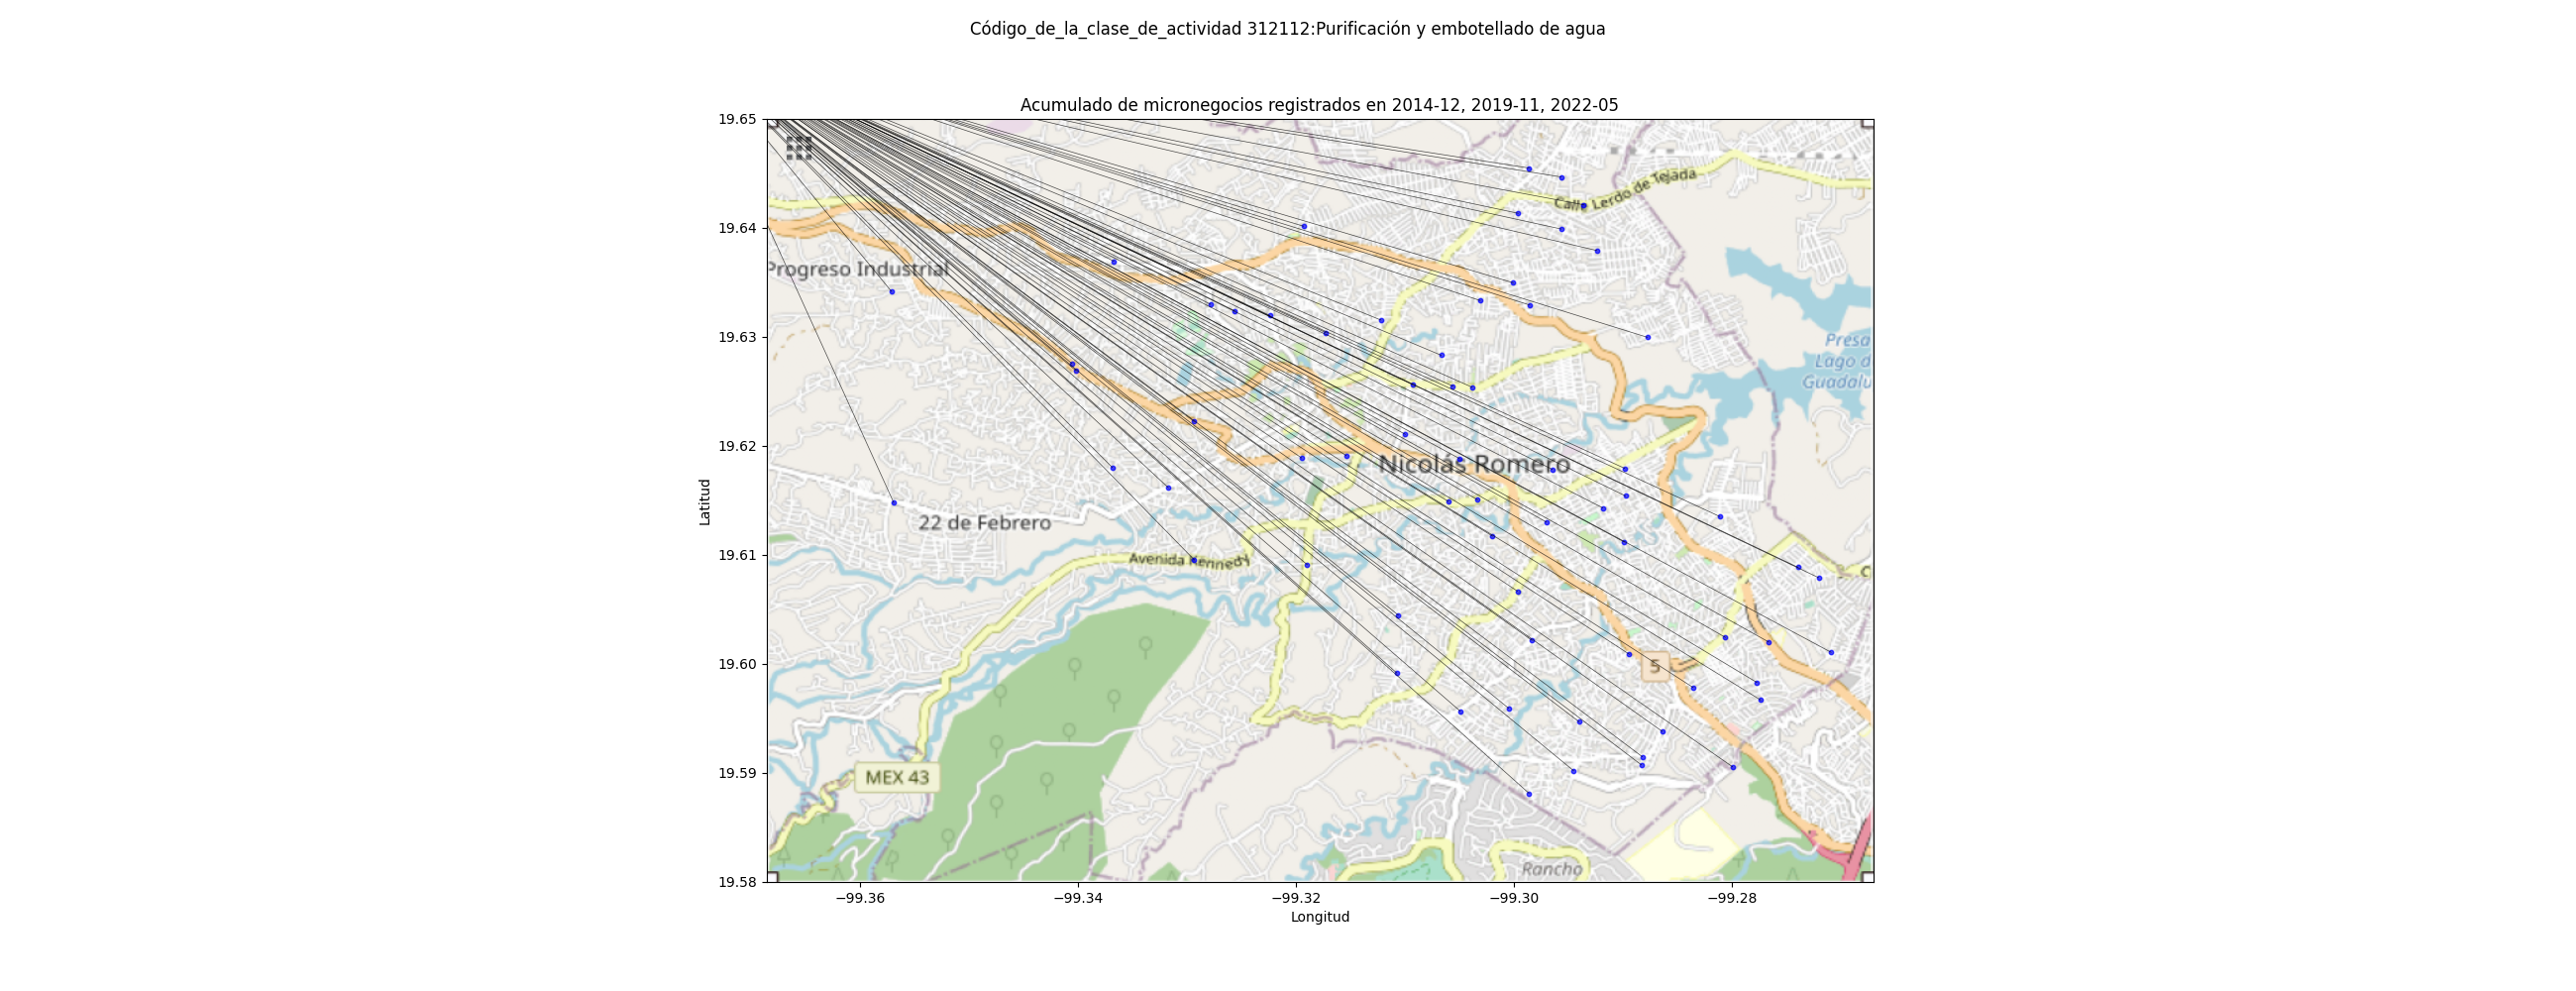 Código_de_la_clase_de_actividad 312112:Purificación y embotellado de agua
Acumulado de micronegocios registrados en 2014-12, 2019-11, 2022-05
19.65
19.64
19.63
19.62
19.61
19.60
19.59
19.58
Latitud
Calle Lerdo de Tejada
Progreso Industrial
Presa
Lago d
Guadalu
Nicolás Romero
22 de Febrero
Avenida Kennedy
C
5
MEX 43
Rancho
−99.36
−99.34
−99.32
−99.30
−99.28
Longitud